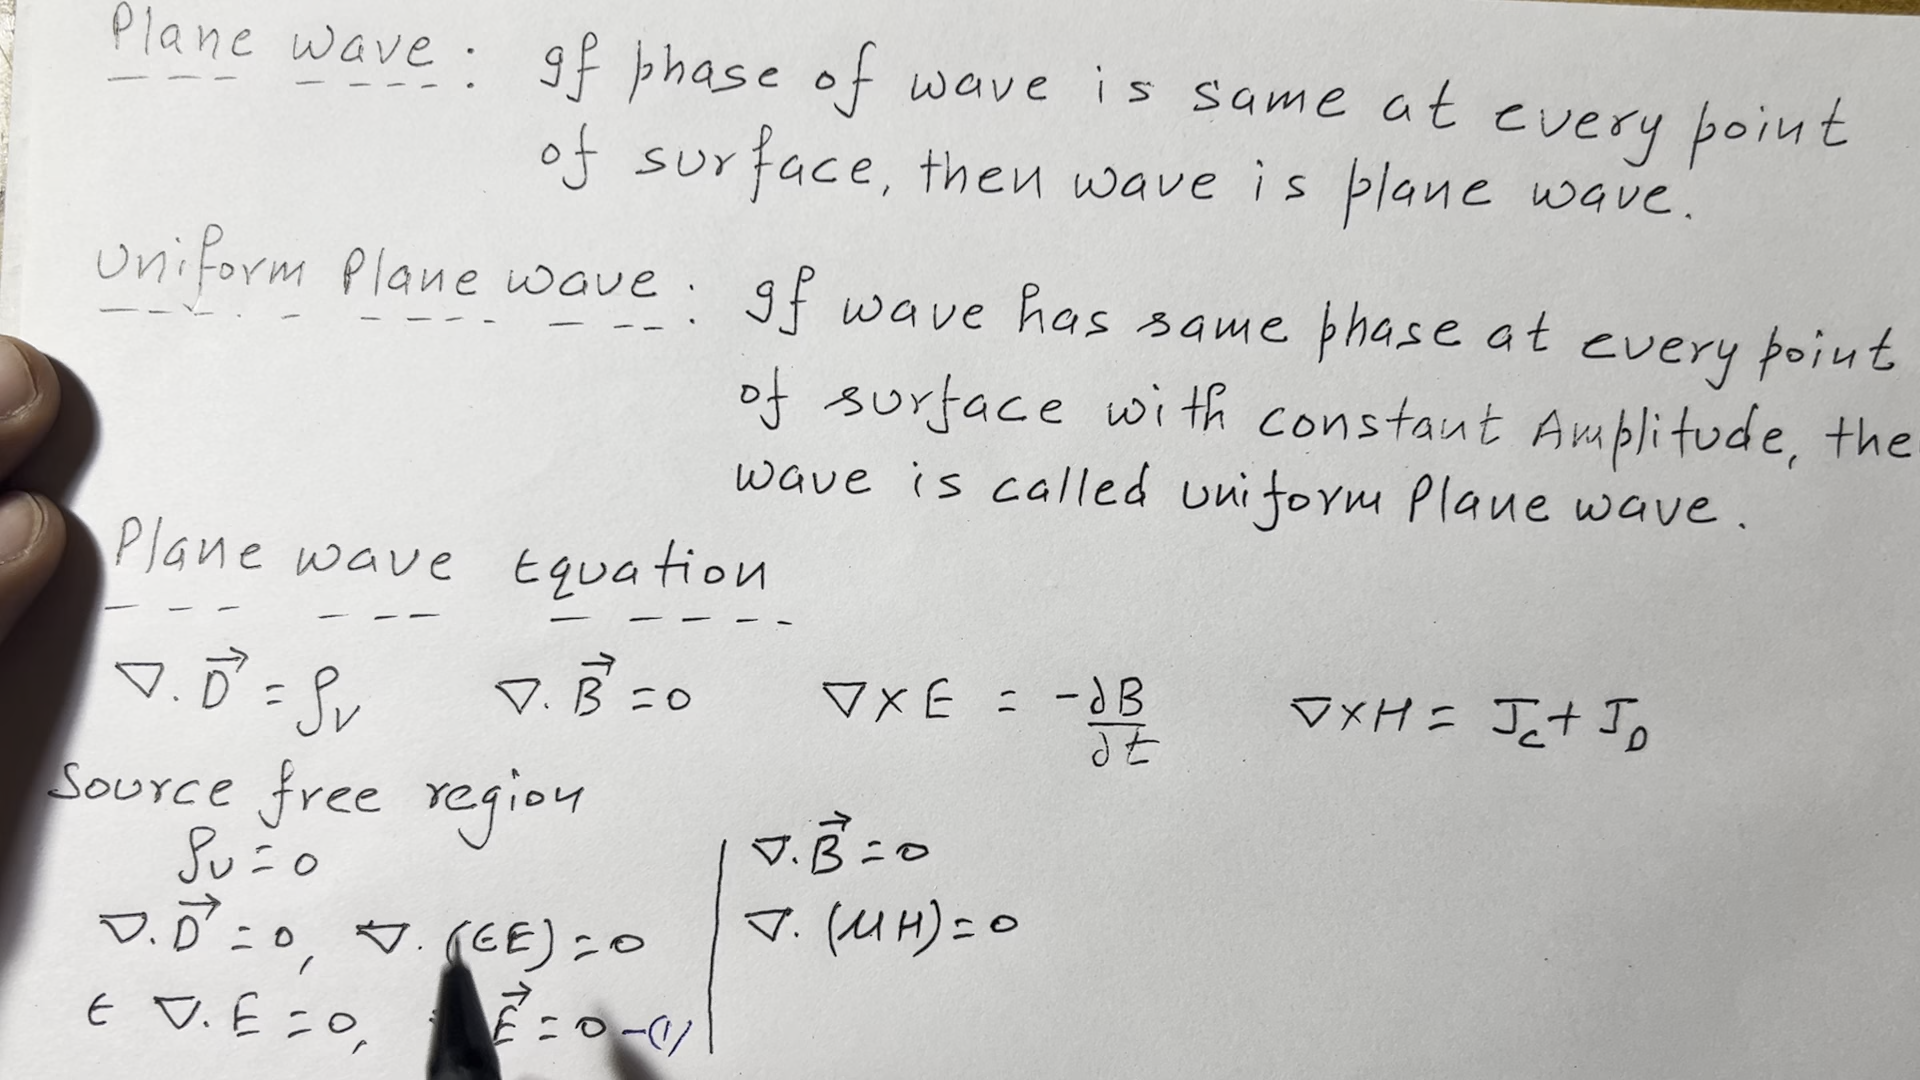 Plane wave : If phase of wave is same at every point
of surface, then wave is plane wave.
Uniform Plane wave : If wave has same phase at every point
of surface with constant Amplitude, the
wave is called uniform Plane wave.
Plane wave Equation
∇. D⃗ = ρᵥ ∇. B⃗ = 0 ∇ x E = -∂B/∂t ∇ x H = J_C + J_D
Source free region
ρᵥ = 0
∇. D⃗ = 0, ∇. (ϵE) = 0
ϵ ∇. E = 0, E⃗ = 0 -(1)
∇. B⃗ = 0
∇. (μH) = 0